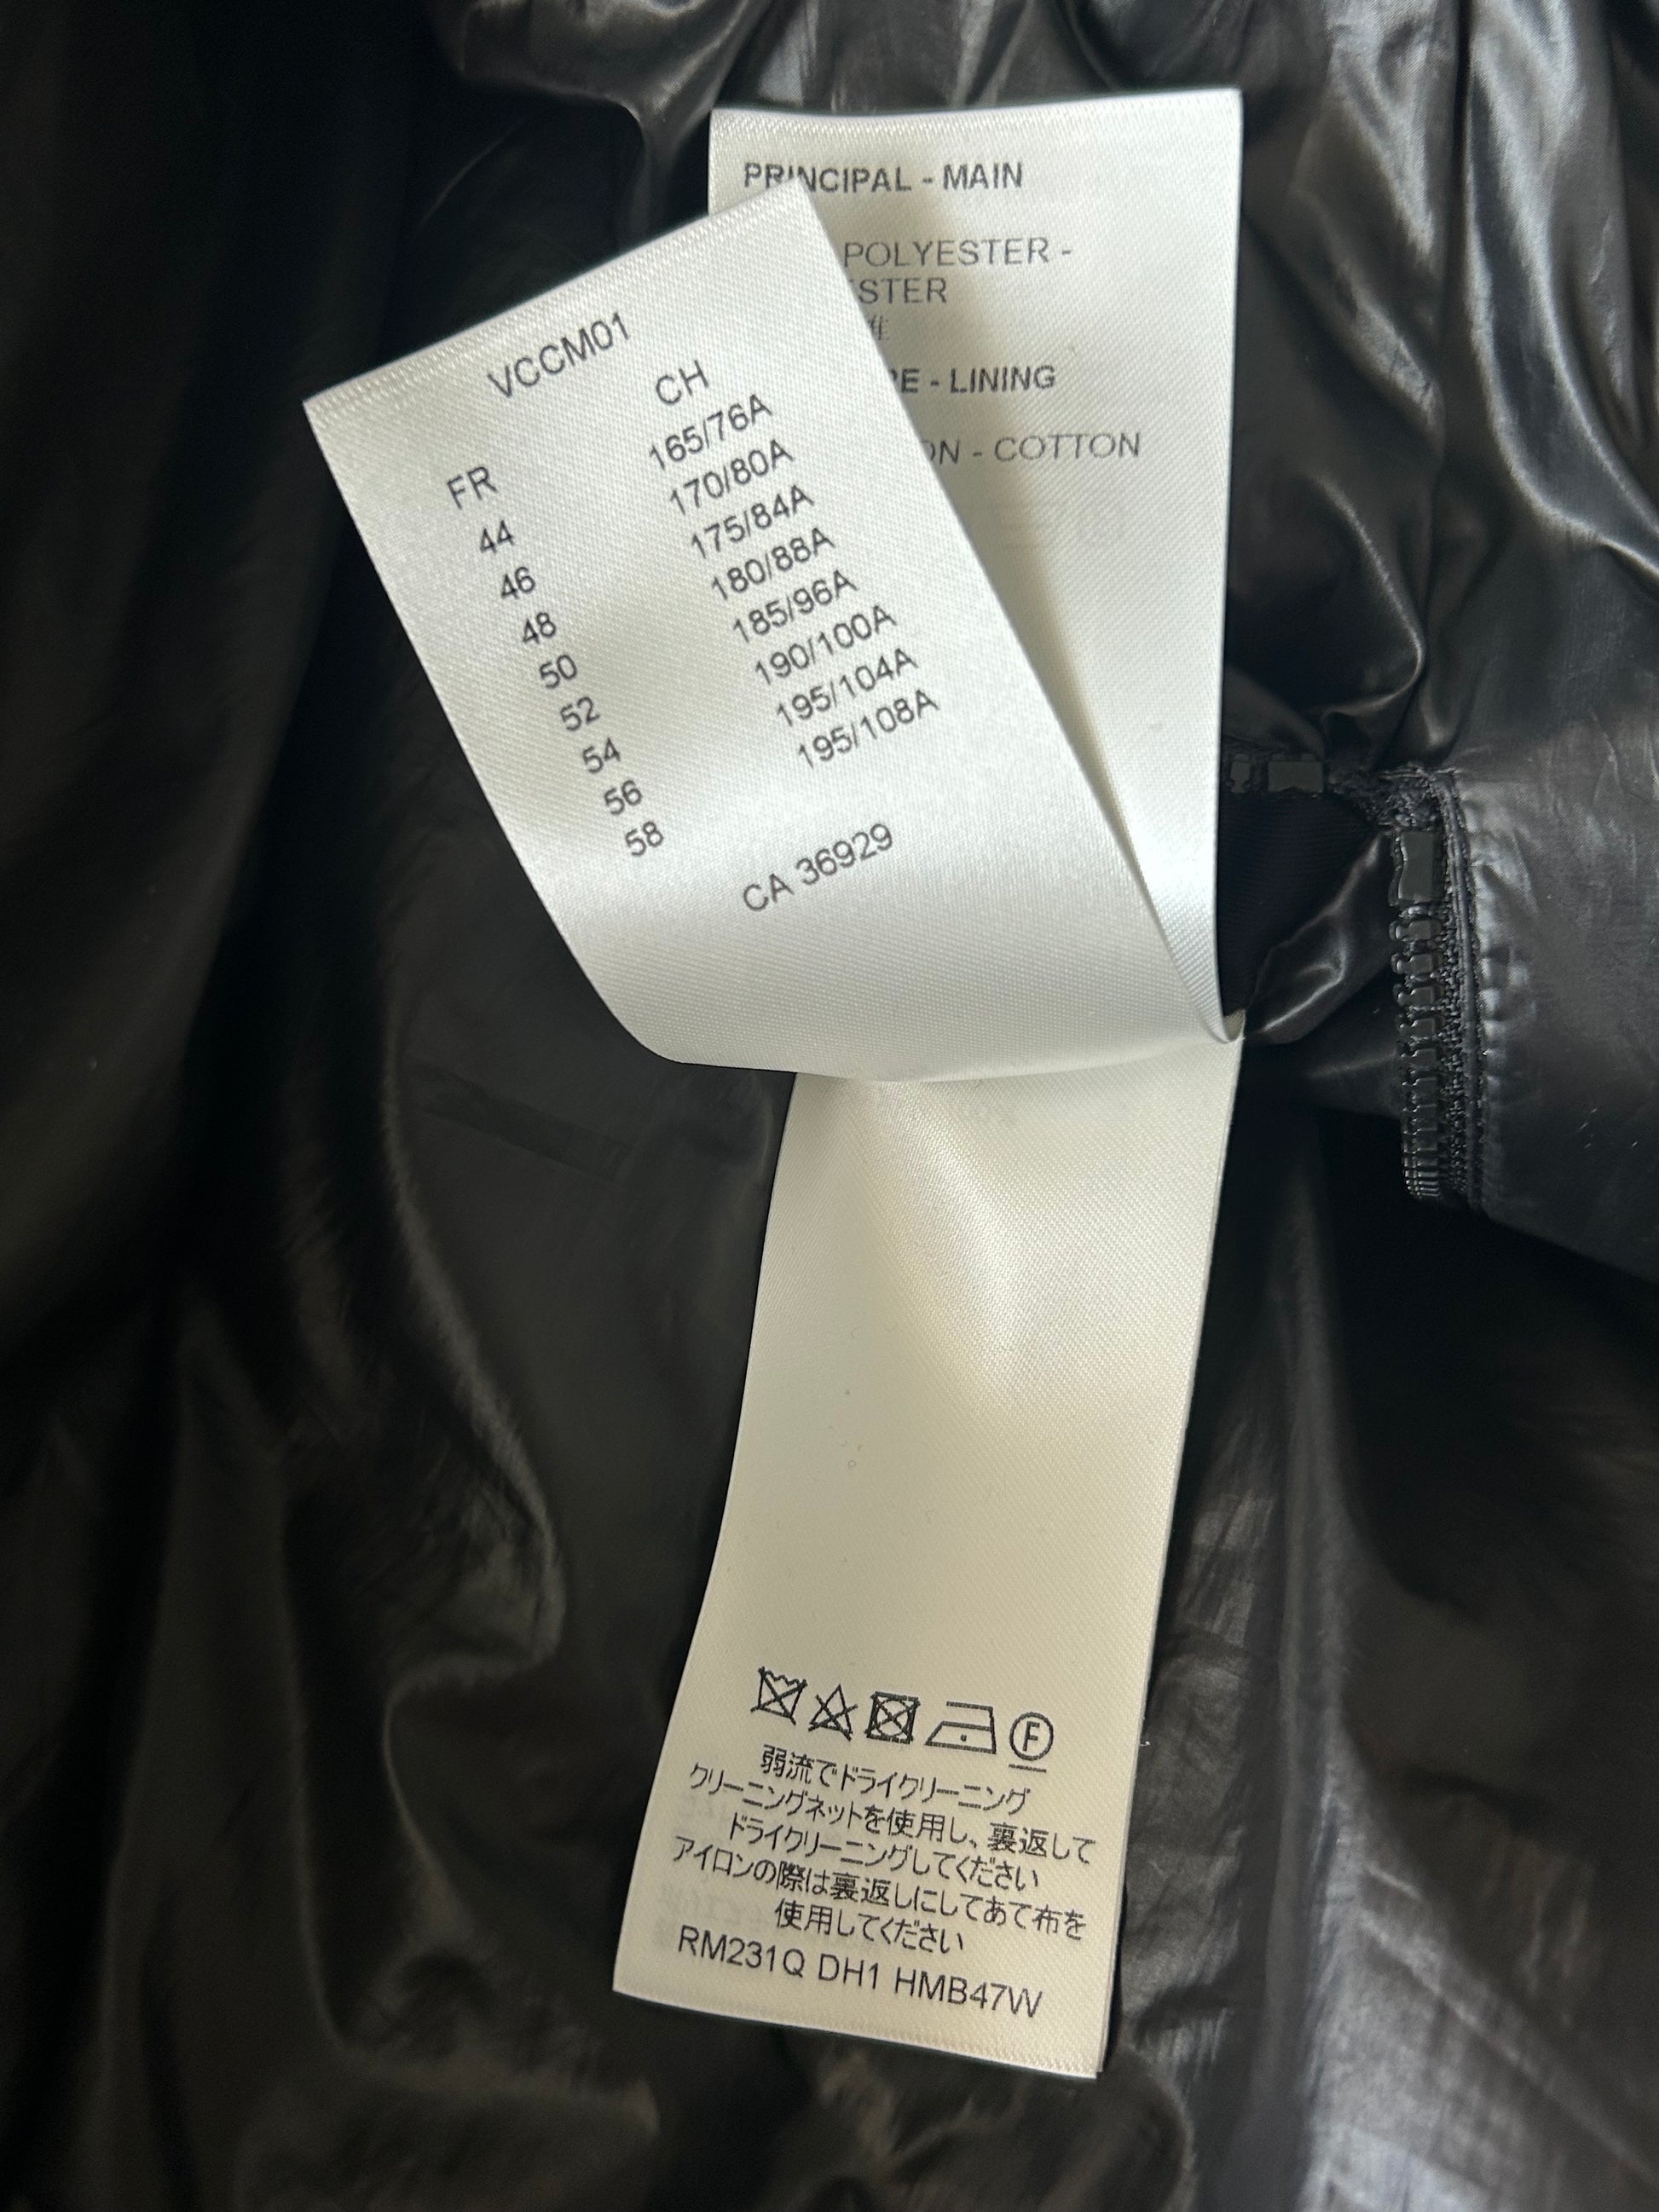 PRINCIPAL - MAIN
POLYESTER -
准
- LINING
- COTTON
VCCM01
FR CH
44 165/76A
46 170/80A
48 175/84A
50 180/88A
52 185/96A
54 190/100A
56 195/104A
58 195/108A
CA 36929
F
弱流でドライクリーニング
クリーニングネットを使用し、裏返して
ドライクリーニングしてください
アイロンの際は裏返しにしてあて布を
使用してください
RM231Q DH1 HMB47W